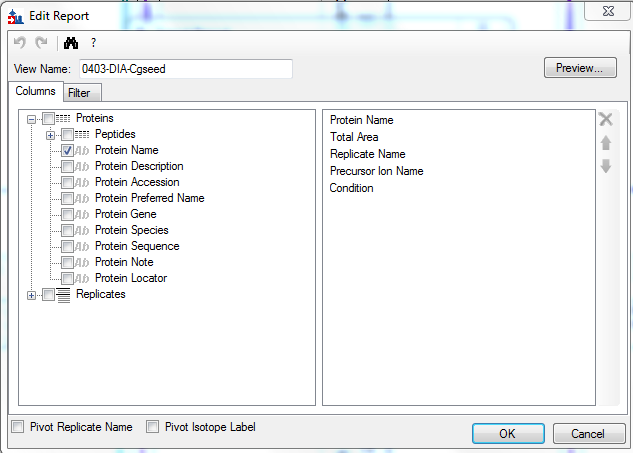 Edit Report
?
View Name: 0403-DIA-Cgseed Preview...
Columns Filter
Proteins
Peptides
Ab Protein Name
Ab Protein Description
Ab Protein Accession
Ab Protein Preferred Name
Ab Protein Gene
Ab Protein Species
Ab Protein Sequence
Ab Protein Note
Ab Protein Locator
Replicates
Protein Name
Total Area
Replicate Name
Precursor Ion Name
Condition
Pivot Replicate Name Pivot Isotope Label OK Cancel